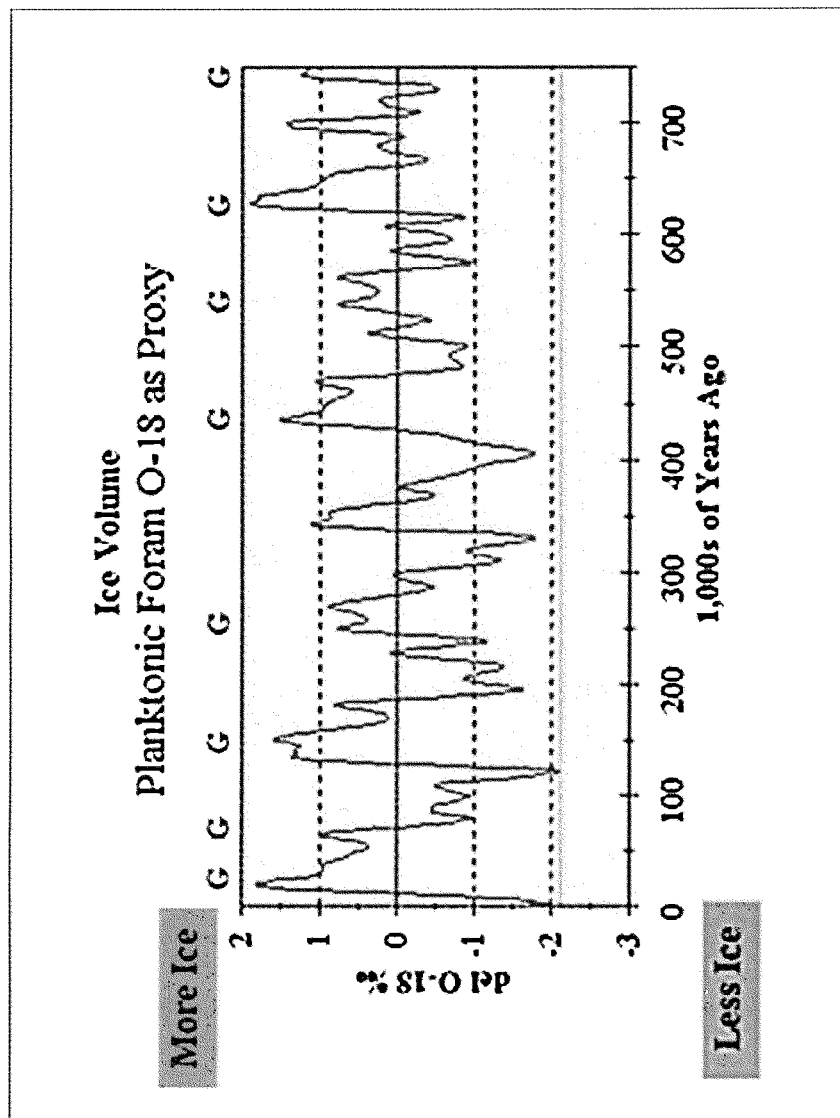 Ice Volume
Planktonic Foram O-18 as Proxy
More Ice
G G G G G G G G
2
1
0
-1
-2
-3
del O-18 ‰
0 100 200 300 400 500 600 700
1,000s of Years Ago
Less Ice